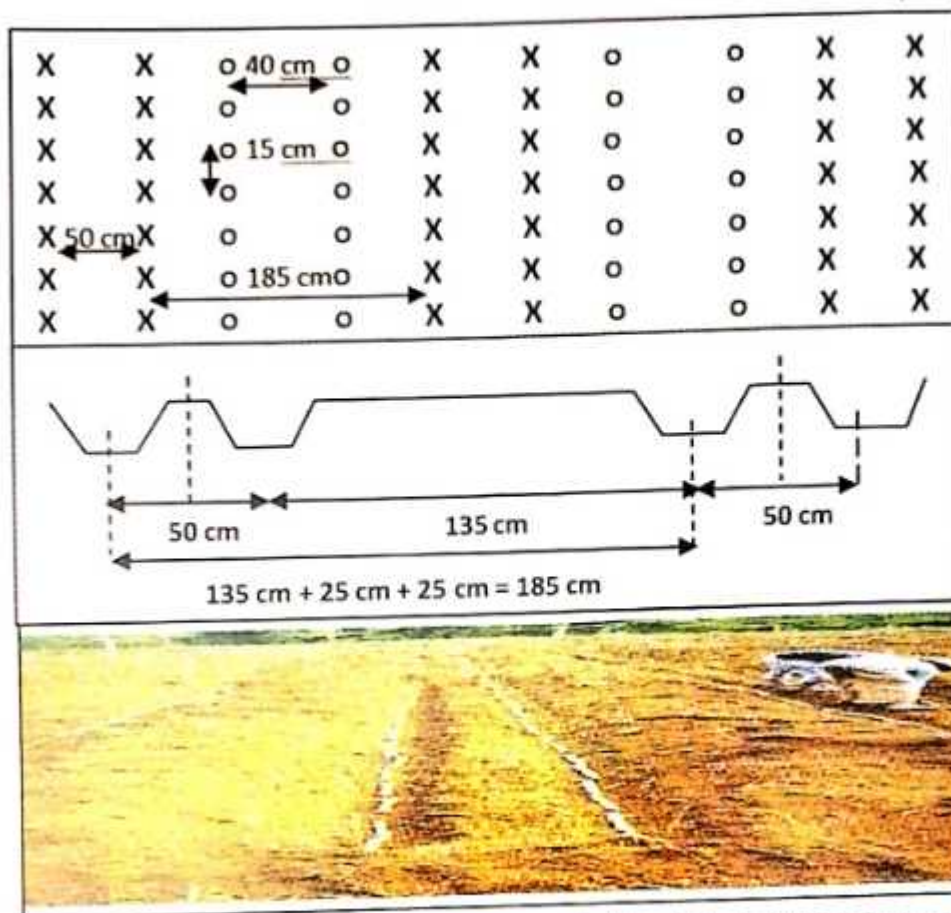 X X o 40 cm o X X o o X X
X X o o X X o o X X
X X o 15 cm o X X o o X X
X X o o X X o o X X
X 50 cm X o o X X o o X X
X X o 185 cm o X X o o X X
X X o o X X o o X X
50 cm 135 cm 50 cm
135 cm + 25 cm + 25 cm = 185 cm